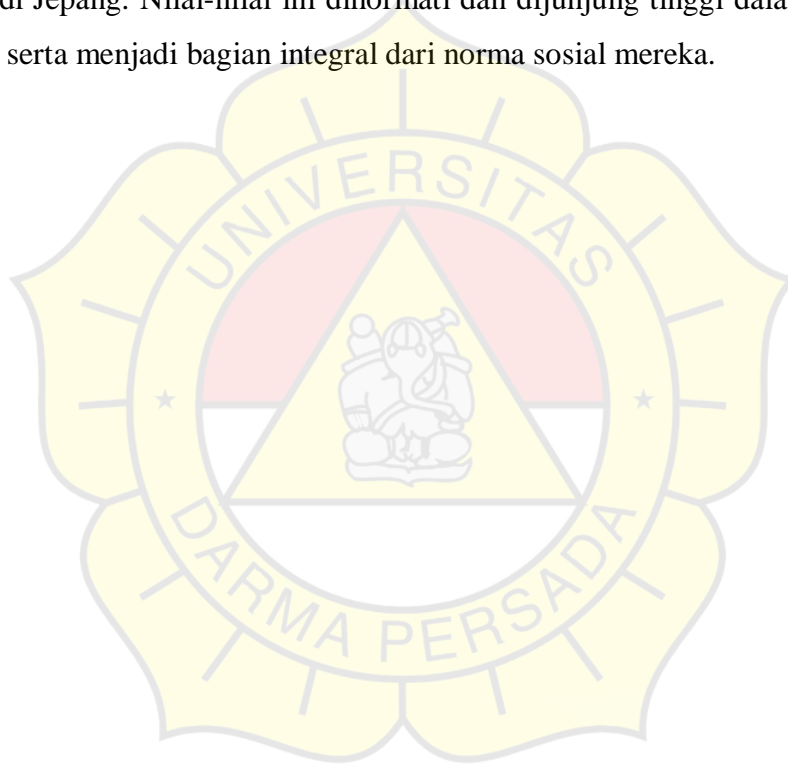 di Jepang. Nilai-nilai ini dihormati dan dijunjung tinggi
serta menjadi bagian integral dari norma sosial mereka.
UNIVERSITAS
DARMA PERSADA